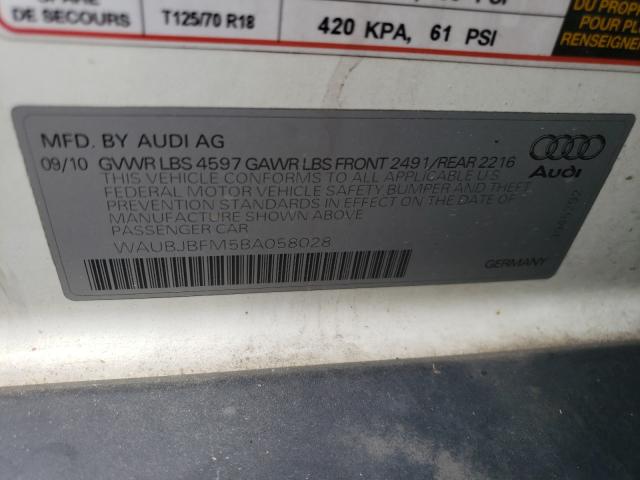 DE SECOURS T125/70 R18 420 KPA, 61 PSI
DU PROPR
POUR PL
RENSEIGNEM
MFD. BY AUDI AG
09/10 GVWR LBS 4597 GAWR LBS FRONT 2491/REAR 2216
THIS VEHICLE CONFORMS TO ALL APPLICABLE U.S.
FEDERAL MOTOR VEHICLE SAFETY BUMPER AND THEFT
PREVENTION STANDARDS IN EFFECT ON THE DATE OF
MANUFACTURE SHOWN ABOVE
PASSENGER CAR
WAUBJBFM5BA058028
GERMANY
Audi